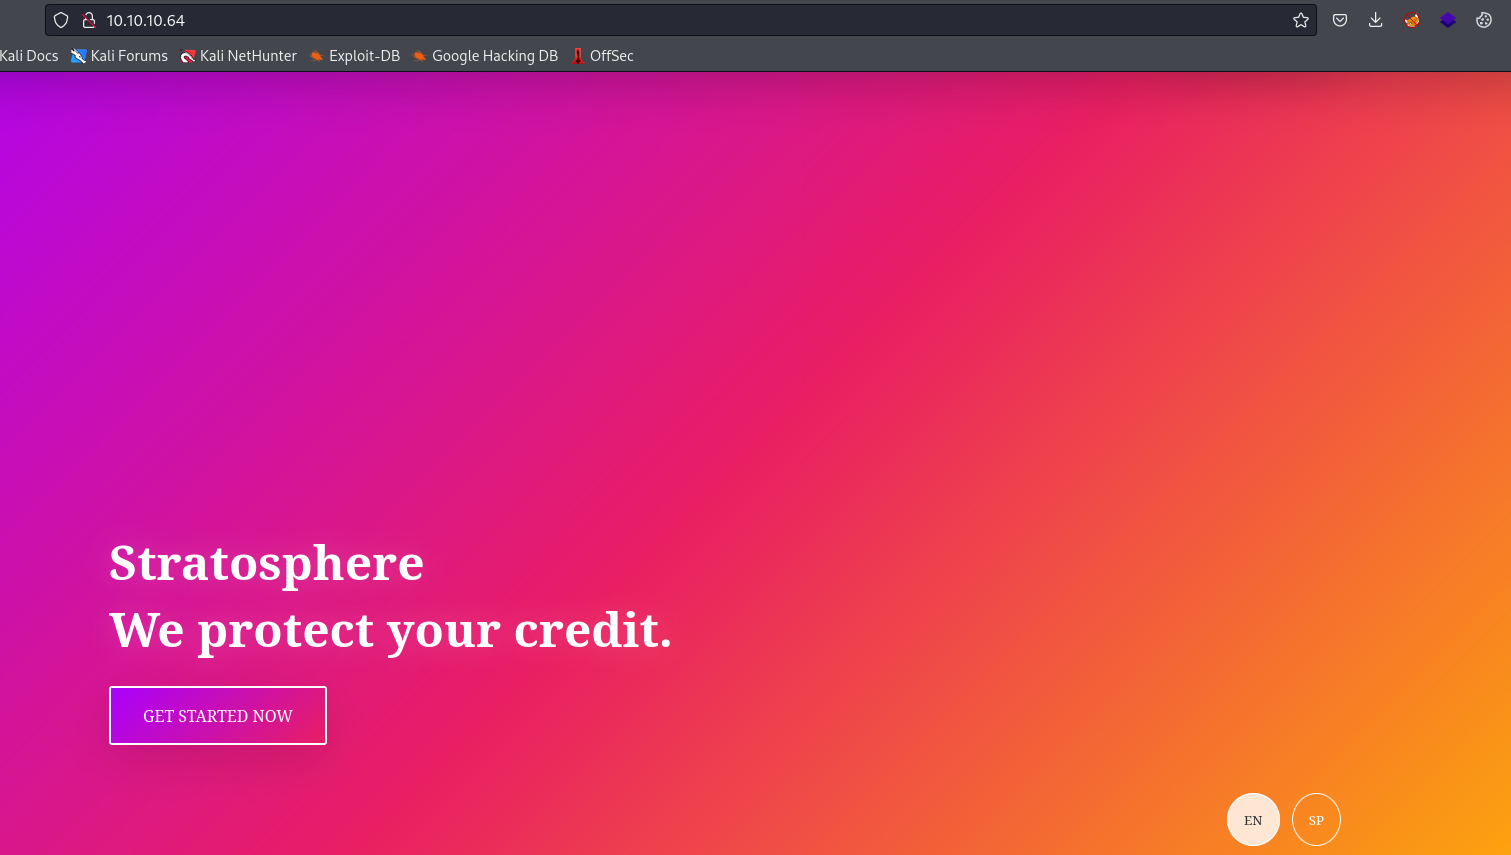 10.10.10.64
Kali Docs Kali Forums Kali NetHunter Exploit-DB Google Hacking DB OffSec
Stratosphere
We protect your credit.
GET STARTED NOW
EN SP